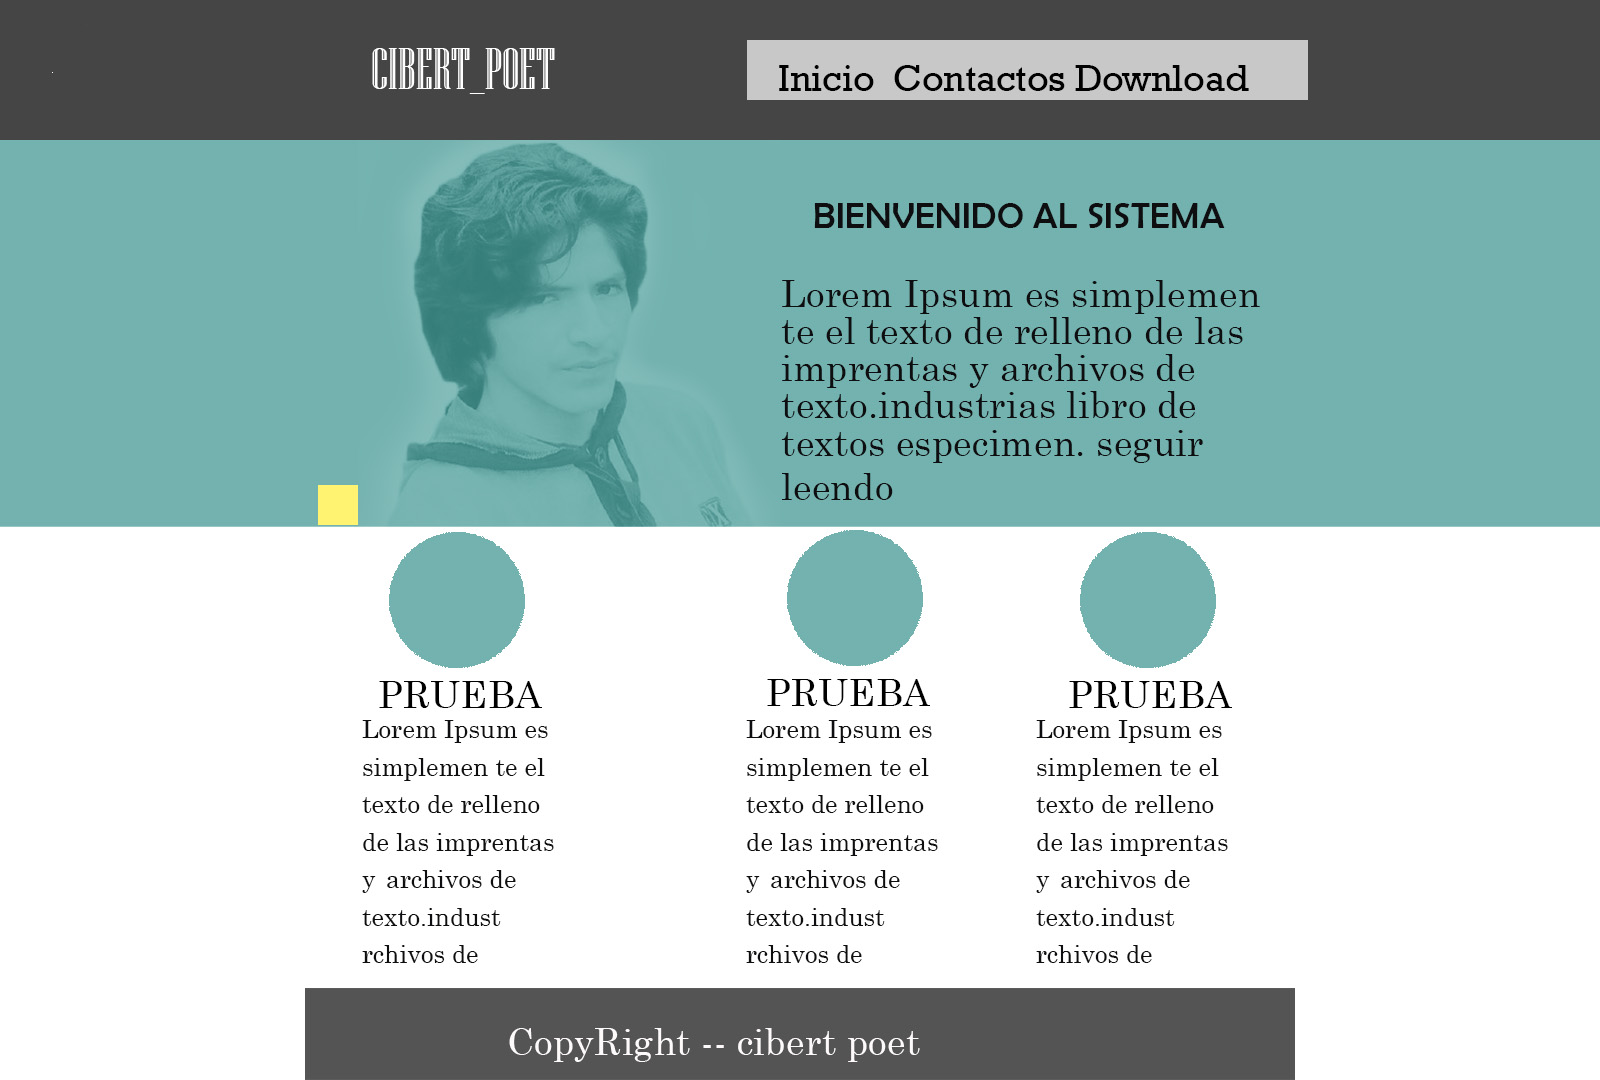 CIBERT_POET
Inicio Contactos Download
BIENVENIDO AL SISTEMA
Lorem Ipsum es simplemen
te el texto de relleno de las
imprentas y archivos de
texto.industrias libro de
textos especimen. seguir
leendo
PRUEBA
Lorem Ipsum es
simplemen te el
texto de relleno
de las imprentas
y archivos de
texto.indust
rchivos de
PRUEBA
Lorem Ipsum es
simplemen te el
texto de relleno
de las imprentas
y archivos de
texto.indust
rchivos de
PRUEBA
Lorem Ipsum es
simplemen te el
texto de relleno
de las imprentas
y archivos de
texto.indust
rchivos de
CopyRight -- cibert poet